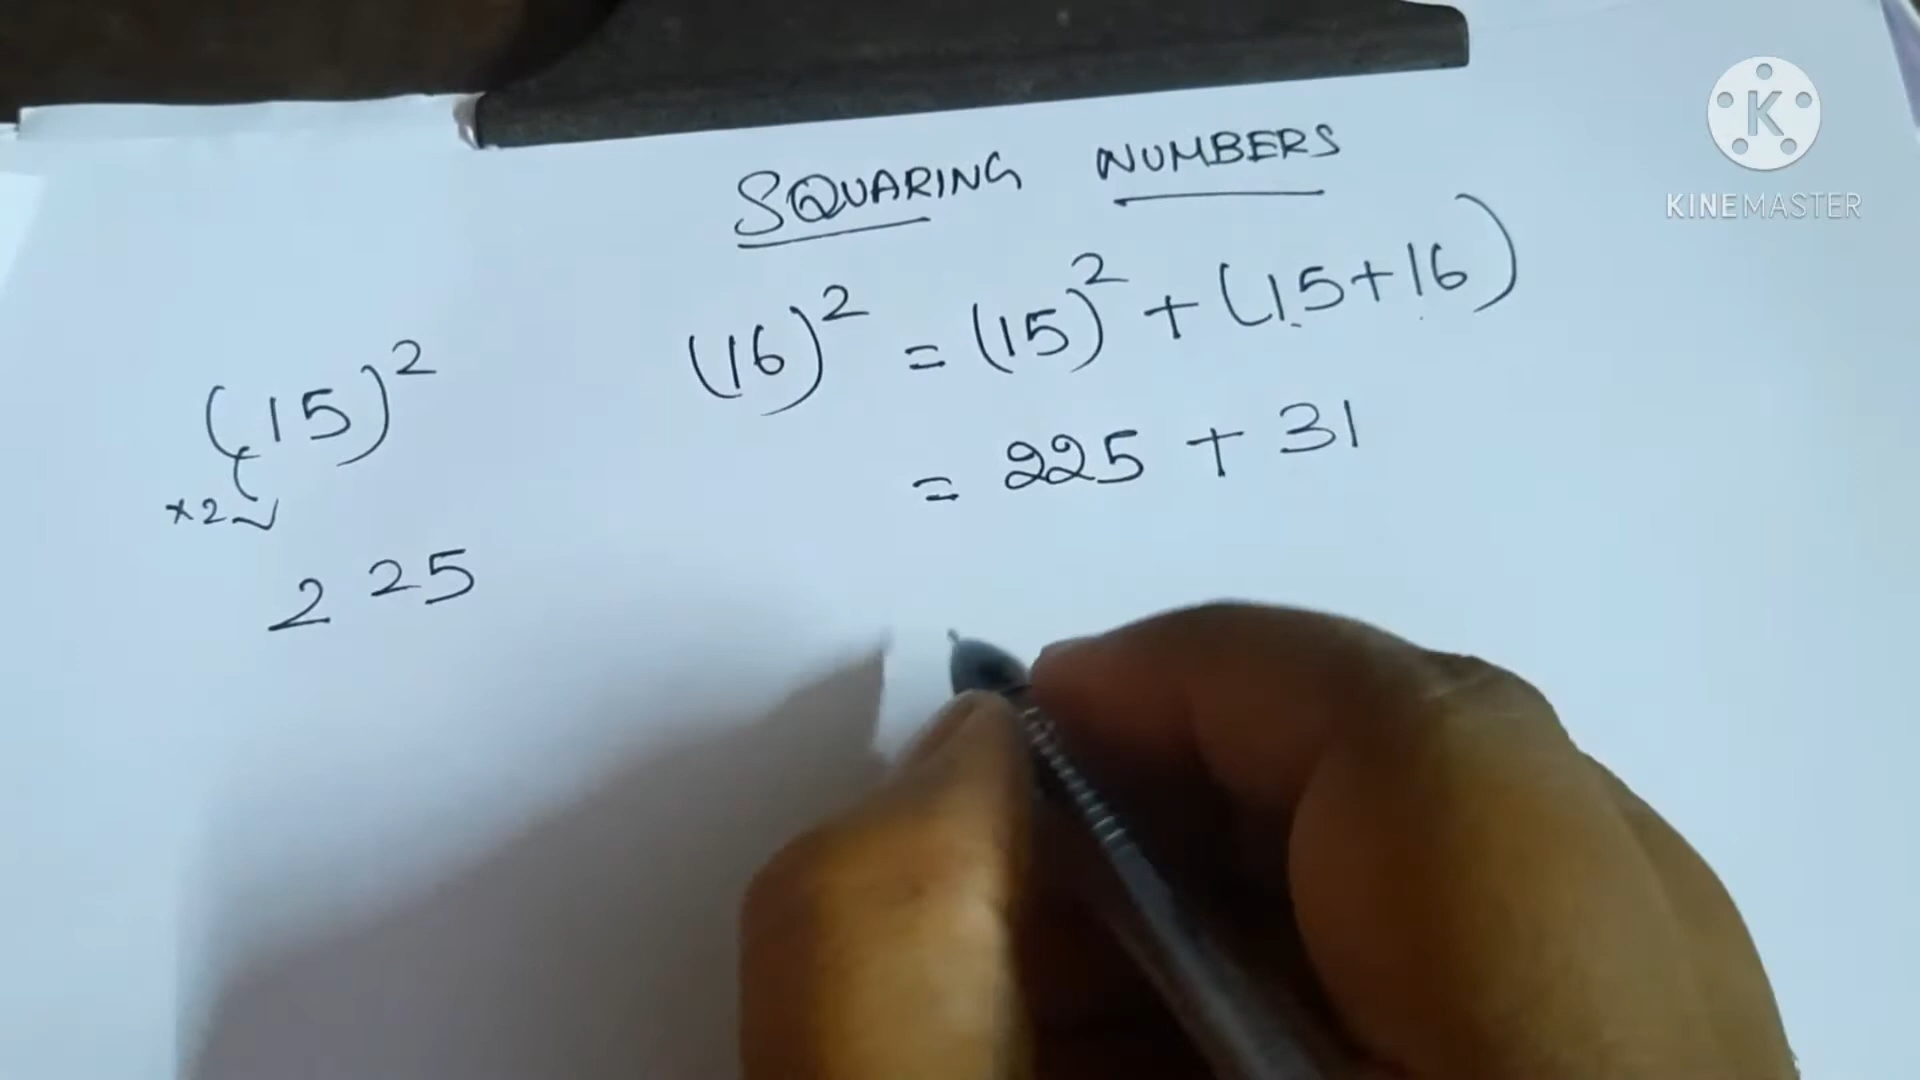 SQUARING NUMBERS
(15)²
×2
2 25
(16)² = (15)² + (15+16)
= 225 + 31
K
KINEMASTER